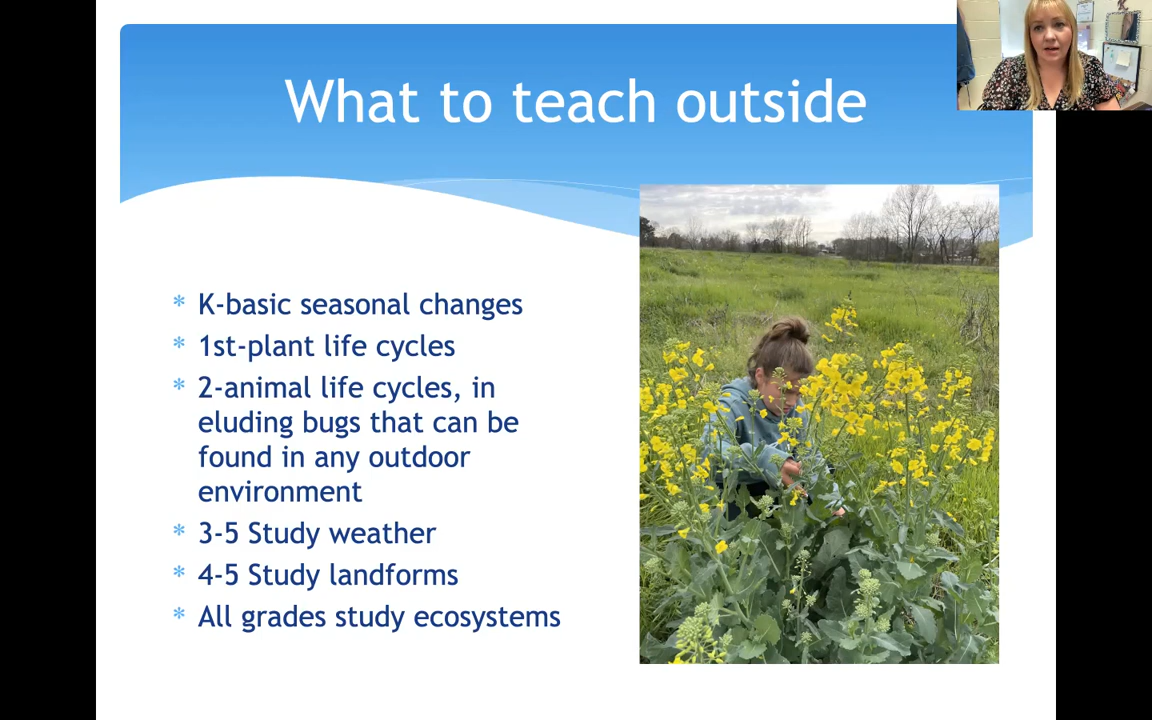 What to teach outside
* K-basic seasonal changes
* 1st-plant life cycles
* 2-animal life cycles, in
eluding bugs that can be
found in any outdoor
environment
* 3-5 Study weather
* 4-5 Study landforms
* All grades study ecosystems